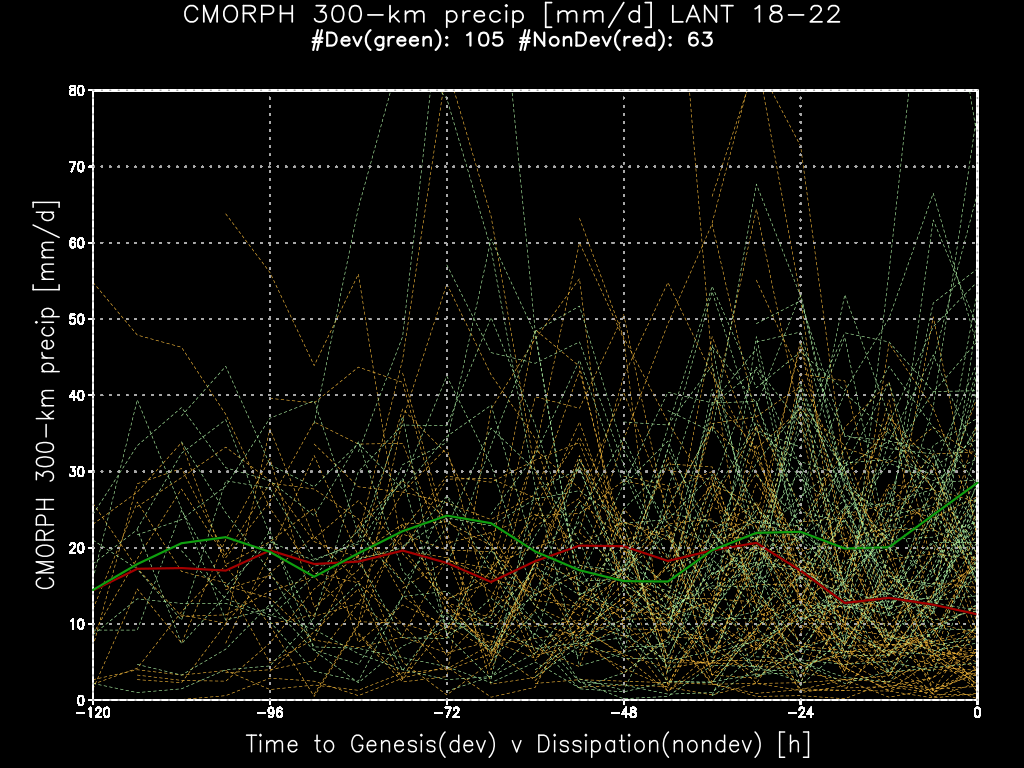 CMORPH 300-km precip [mm/d] LANT 18-22
#Dev(green): 105 #NonDev(red): 63
80
70
60
50
40
30
20
10
0
CMORPH 300-km precip [mm/d]
-120 -96 -72 -48 -24 0
Time to Genesis(dev) v Dissipation(nondev) [h]